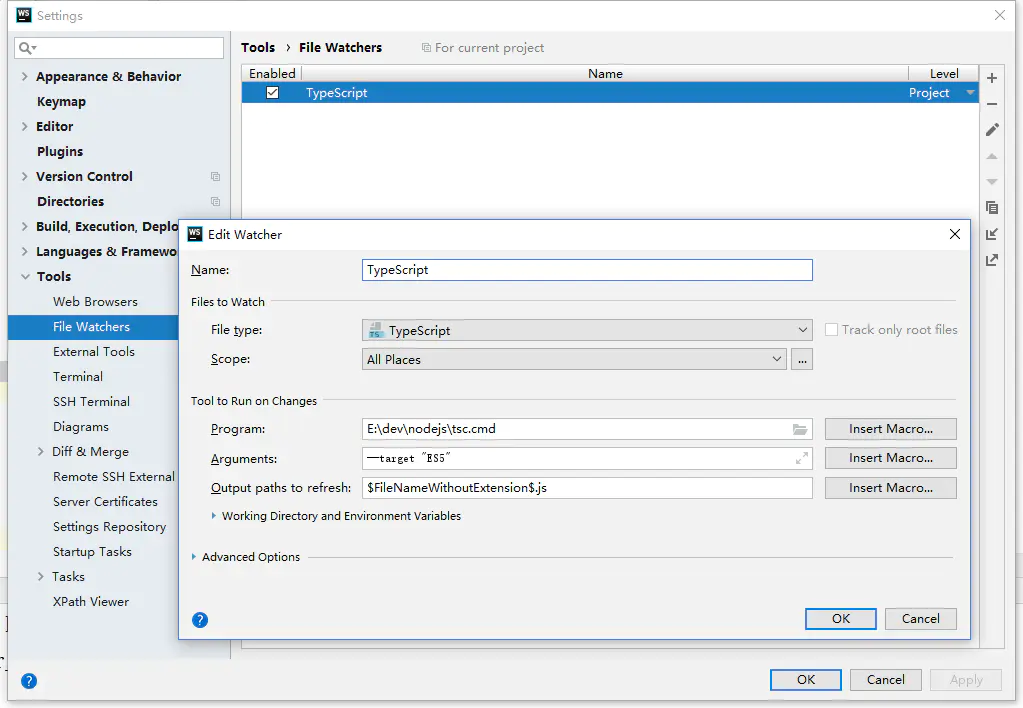 WS Settings
Tools › File Watchers For current project
Enabled Name Level
TypeScript Project
Appearance & Behavior
Keymap
Editor
Plugins
Version Control
Directories
Build, Execution, Deplo
Languages & Framewo
Tools
Web Browsers
File Watchers
External Tools
Terminal
SSH Terminal
Diagrams
Diff & Merge
Remote SSH External
Server Certificates
Settings Repository
Startup Tasks
Tasks
XPath Viewer
WS Edit Watcher
Name: TypeScript
Files to Watch
File type: TS TypeScript Track only root files
Scope: All Places ...
Tool to Run on Changes
Program: E:\dev\nodejs\tsc.cmd Insert Macro...
Arguments: —target "ES5" Insert Macro...
Output paths to refresh: $FileNameWithoutExtension$.js Insert Macro...
Working Directory and Environment Variables
Advanced Options
? OK Cancel
? OK Cancel Apply